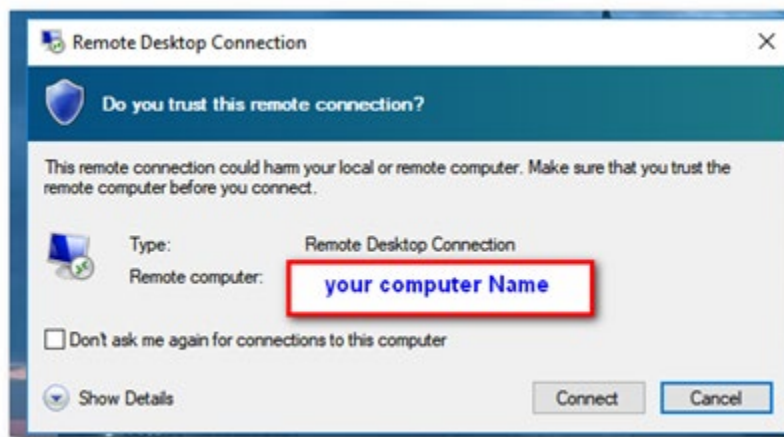 Remote Desktop Connection
Do you trust this remote connection?
This remote connection could harm your local or remote computer. Make sure that you trust the
remote computer before you connect.
Type: Remote Desktop Connection
Remote computer: your computer Name
Don't ask me again for connections to this computer
Show Details Connect Cancel